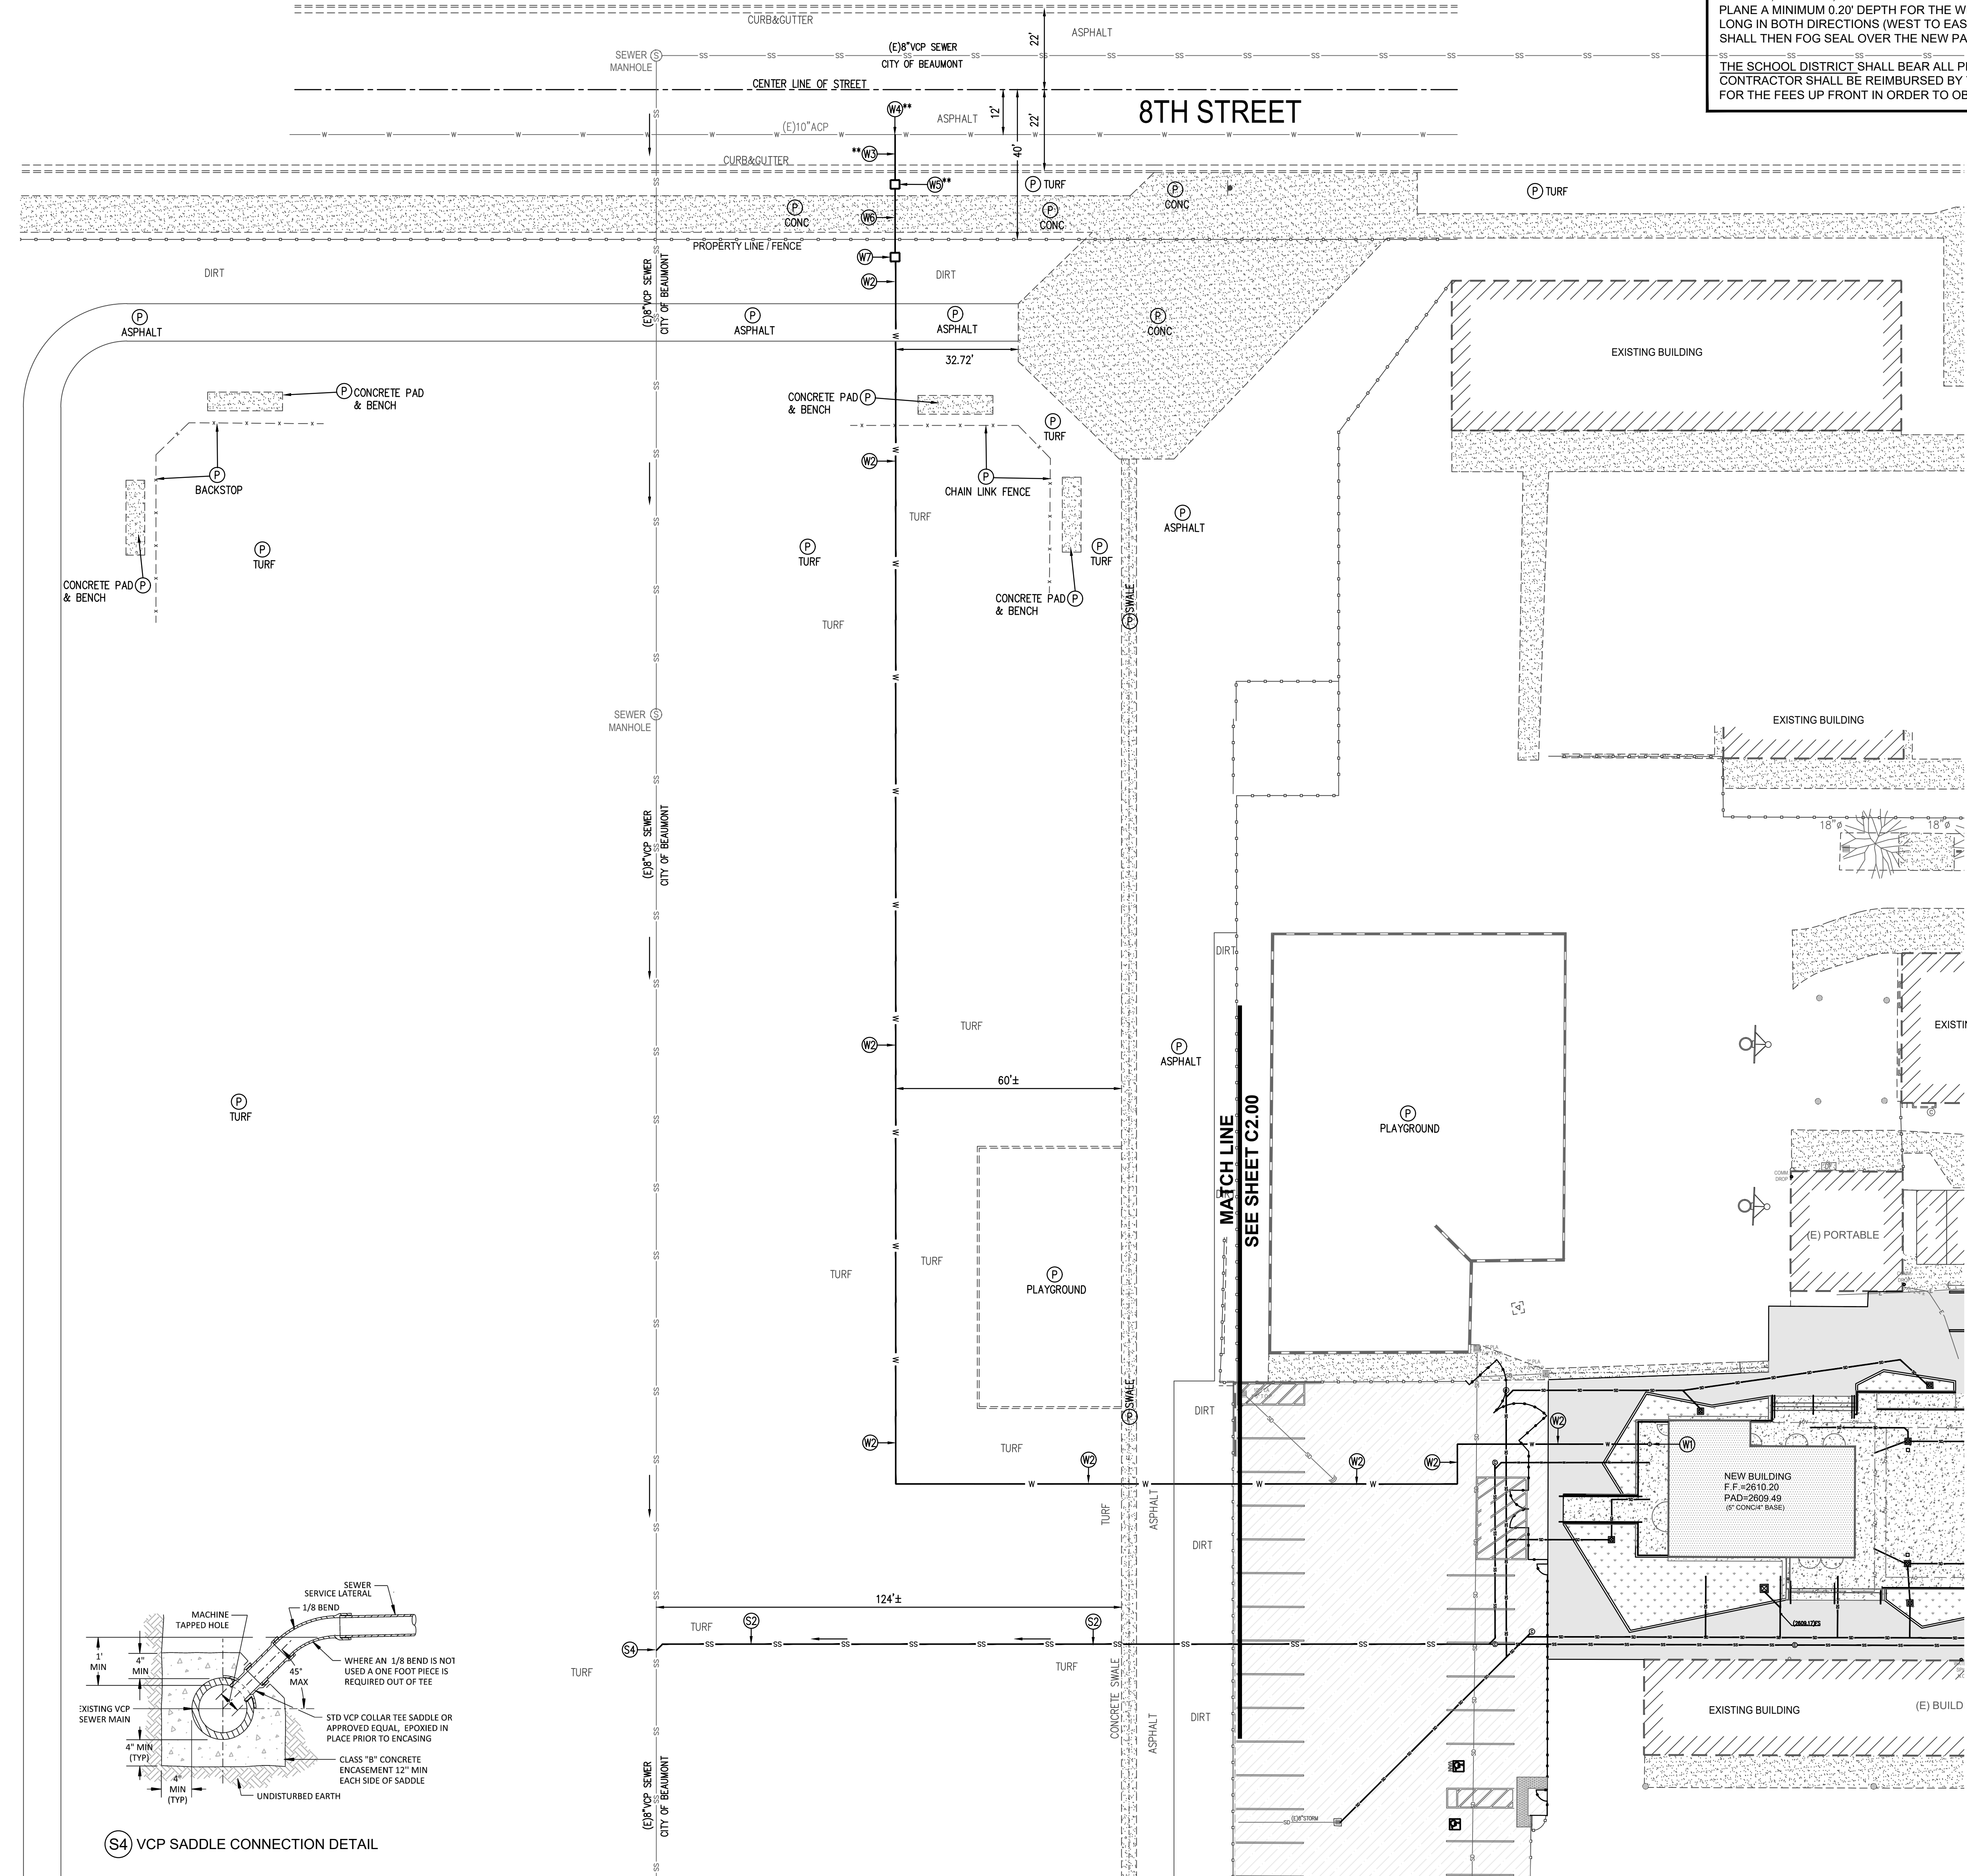 PLANE A MINIMUM 0.20' DEPTH FOR THE W
LONG IN BOTH DIRECTIONS (WEST TO EAS
SHALL THEN FOG SEAL OVER THE NEW PA
THE SCHOOL DISTRICT SHALL BEAR ALL P
CONTRACTOR SHALL BE REIMBURSED BY
FOR THE FEES UP FRONT IN ORDER TO OB
CURB&GUTTER
ASPHALT
22'
SEWER
MANHOLE
S
(E)8"VCP SEWER
CITY OF BEAUMONT
CENTER LINE OF STREET
8TH STREET
W4**
ASPHALT
12'
22'
40'
(E)10"ACP
**W3
CURB&GUTTER
W5**
P TURF
P
CONC
P TURF
P
CONC
W6
P
CONC
PROPERTY LINE / FENCE
W7
DIRT
W2
DIRT
(E)8"VCP SEWER
CITY OF BEAUMONT
P
ASPHALT
P
ASPHALT
P
ASPHALT
P
CONC
32.72'
EXISTING BUILDING
P CONCRETE PAD
& BENCH
CONCRETE PAD P
& BENCH
P
TURF
W2
P
BACKSTOP
P
CHAIN LINK FENCE
TURF
P
ASPHALT
P
TURF
P
TURF
P
TURF
CONCRETE PAD P
& BENCH
CONCRETE PAD P
& BENCH
P SWALE
TURF
SEWER
MANHOLE
S
EXISTING BUILDING
18"ø
18"ø
(E)8"VCP SEWER
CITY OF BEAUMONT
DIRT
TURF
W2
P
ASPHALT
EXISTI
60'±
P
TURF
P
PLAYGROUND
MATCH LINE
SEE SHEET C2.00
DIRT
COMM
DROP
(E) PORTABLE
TURF
TURF
P
PLAYGROUND
P SWALE
DIRT
W2
TURF
W2
W2
W2
W2
W1
NEW BUILDING
F.F.=2610.20
PAD=2609.49
(5" CONC/4" BASE)
TURF
ASPHALT
DIRT
124'±
TURF
S2
S2
S4
TURF
TURF
(2609.17)FS
CONCRETE SWALE
ASPHALT
DIRT
EXISTING BUILDING
(E) BUILD
(E)8"VCP SEWER
CITY OF BEAUMONT
(E)8"STORM
SEWER
SERVICE LATERAL
1/8 BEND
MACHINE
TAPPED HOLE
1'
MIN
4"
MIN
45°
MAX
WHERE AN 1/8 BEND IS NOT
USED A ONE FOOT PIECE IS
REQUIRED OUT OF TEE
EXISTING VCP
SEWER MAIN
STD VCP COLLAR TEE SADDLE OR
APPROVED EQUAL, EPOXIED IN
PLACE PRIOR TO ENCASING
4" MIN
(TYP)
CLASS "B" CONCRETE
ENCASEMENT 12" MIN
EACH SIDE OF SADDLE
4"
MIN
(TYP)
UNDISTURBED EARTH
S4 VCP SADDLE CONNECTION DETAIL